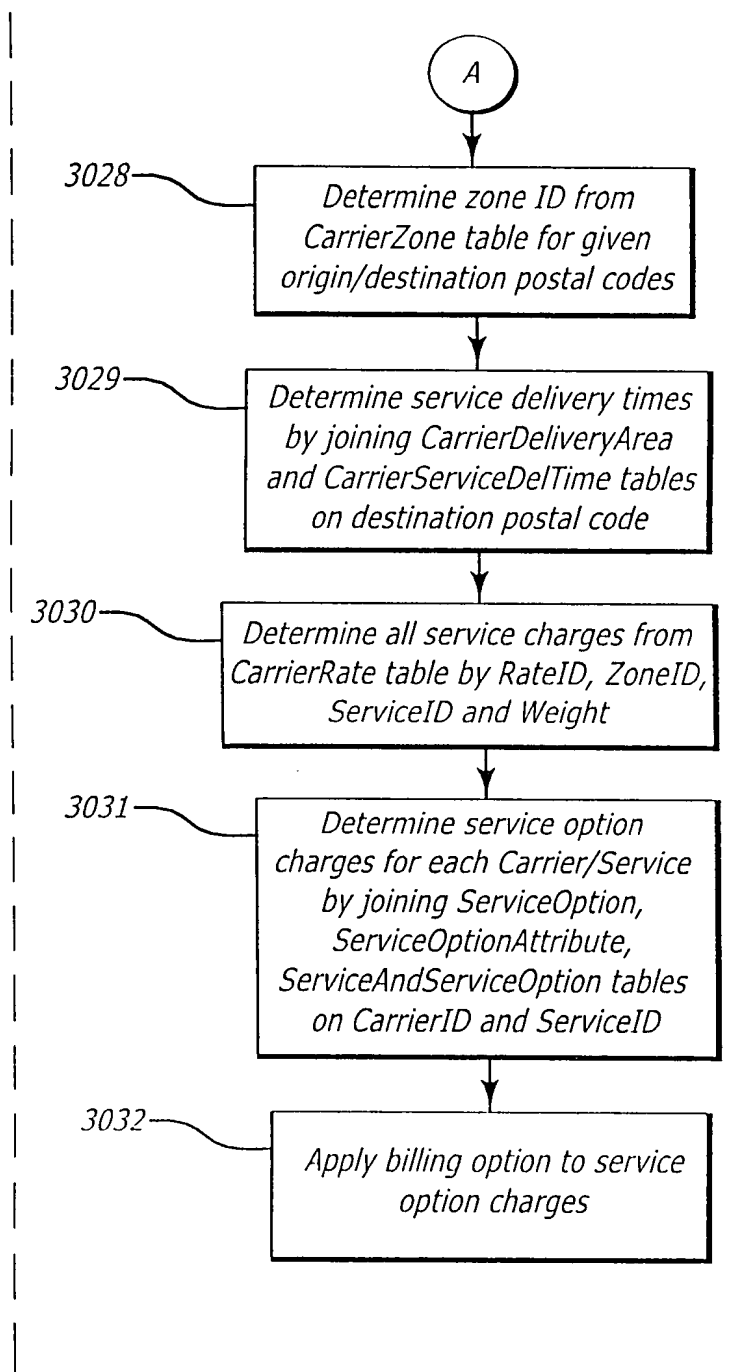 A
3028
Determine zone ID from
CarrierZone table for given
origin/destination postal codes
3029
Determine service delivery times
by joining CarrierDeliveryArea
and CarrierServiceDelTime tables
on destination postal code
3030
Determine all service charges from
CarrierRate table by RateID, ZoneID,
ServiceID and Weight
3031
Determine service option
charges for each Carrier/Service
by joining ServiceOption,
ServiceOptionAttribute,
ServiceAndServiceOption tables
on CarrierID and ServiceID
3032
Apply billing option to service
option charges